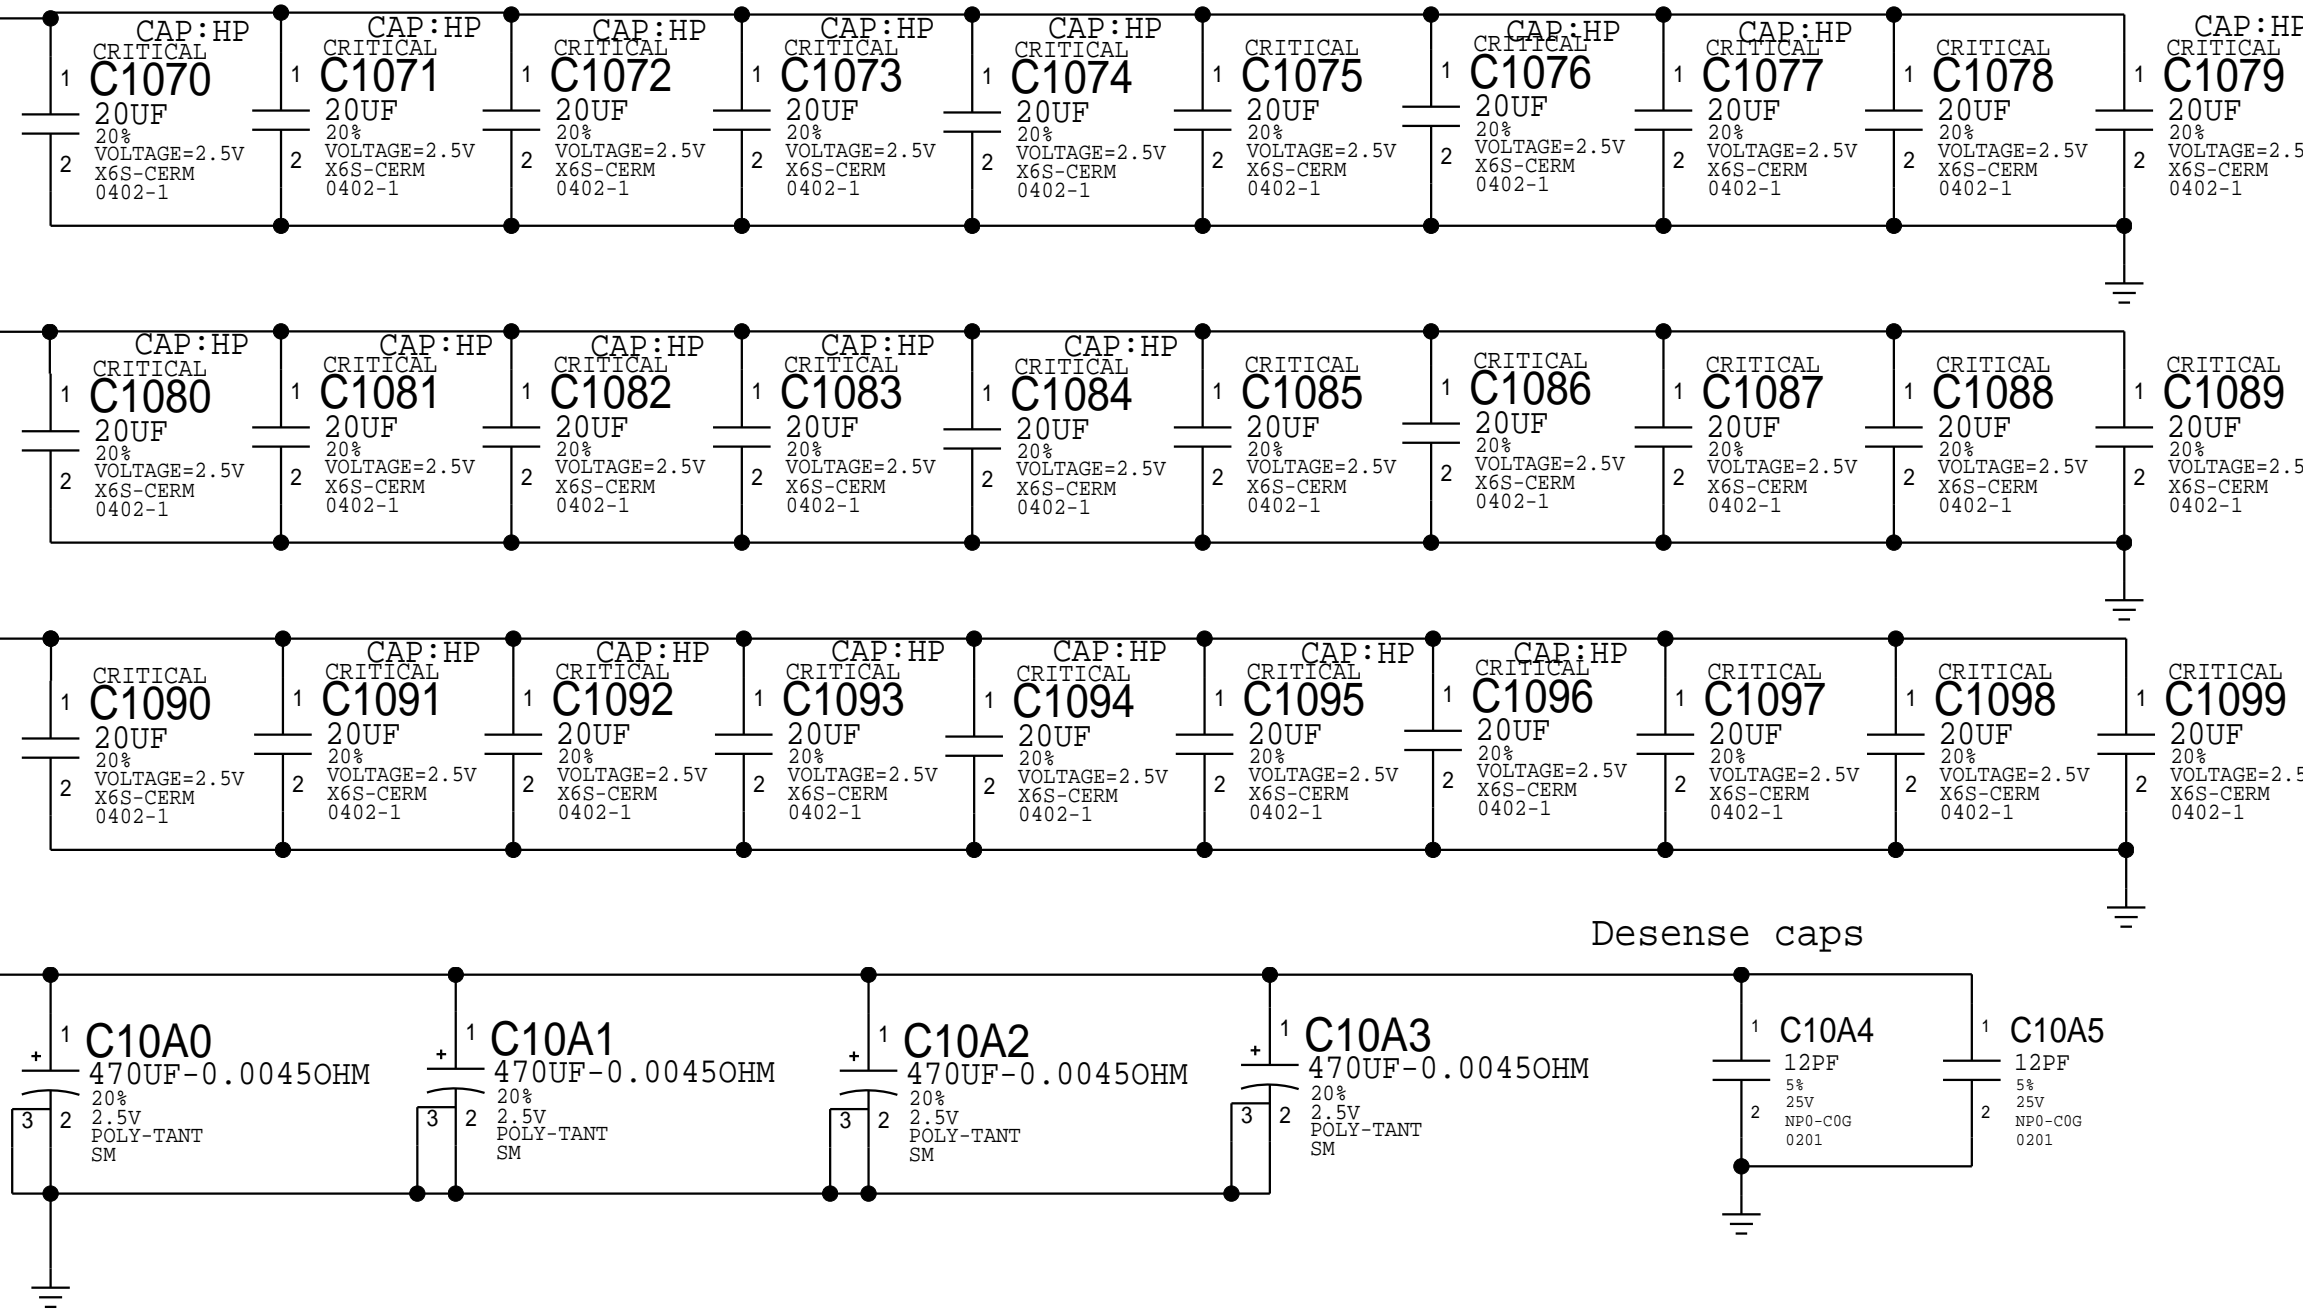 CAP:HP CAP:HP CAP:HP CAP:HP CAP:HP CAP:HP CAP:HP CAP:HP
CRITICAL CRITICAL CRITICAL CRITICAL CRITICAL CRITICAL CRITICAL CRITICAL CRITICAL
1 C1070 1 C1071 1 C1072 1 C1073 1 C1074 1 C1075 1 C1076 1 C1077 1 C1078 1 C1079
20UF 20UF 20UF 20UF 20UF 20UF 20UF 20UF 20UF 20UF
20% 20% 20% 20% 20% 20% 20% 20% 20% 20%
VOLTAGE=2.5V VOLTAGE=2.5V VOLTAGE=2.5V VOLTAGE=2.5V VOLTAGE=2.5V VOLTAGE=2.5V VOLTAGE=2.5V VOLTAGE=2.5V VOLTAGE=2.5V VOLTAGE=2.5
2 X6S-CERM 2 X6S-CERM 2 X6S-CERM 2 X6S-CERM 2 X6S-CERM 2 X6S-CERM 2 X6S-CERM 2 X6S-CERM 2 X6S-CERM 2 X6S-CERM
0402-1 0402-1 0402-1 0402-1 0402-1 0402-1 0402-1 0402-1 0402-1 0402-1
CAP:HP CAP:HP CAP:HP CAP:HP CAP:HP
CRITICAL CRITICAL CRITICAL CRITICAL CRITICAL CRITICAL CRITICAL CRITICAL CRITICAL CRITICAL
1 C1080 1 C1081 1 C1082 1 C1083 1 C1084 1 C1085 1 C1086 1 C1087 1 C1088 1 C1089
20UF 20UF 20UF 20UF 20UF 20UF 20UF 20UF 20UF 20UF
20% 20% 20% 20% 20% 20% 20% 20% 20% 20%
VOLTAGE=2.5V VOLTAGE=2.5V VOLTAGE=2.5V VOLTAGE=2.5V VOLTAGE=2.5V VOLTAGE=2.5V VOLTAGE=2.5V VOLTAGE=2.5V VOLTAGE=2.5V VOLTAGE=2.5
2 X6S-CERM 2 X6S-CERM 2 X6S-CERM 2 X6S-CERM 2 X6S-CERM 2 X6S-CERM 2 X6S-CERM 2 X6S-CERM 2 X6S-CERM 2 X6S-CERM
0402-1 0402-1 0402-1 0402-1 0402-1 0402-1 0402-1 0402-1 0402-1 0402-1
CAP:HP CAP:HP CAP:HP CAP:HP CAP:HP CAP:HP
CRITICAL CRITICAL CRITICAL CRITICAL CRITICAL CRITICAL CRITICAL CRITICAL CRITICAL CRITICAL
1 C1090 1 C1091 1 C1092 1 C1093 1 C1094 1 C1095 1 C1096 1 C1097 1 C1098 1 C1099
20UF 20UF 20UF 20UF 20UF 20UF 20UF 20UF 20UF 20UF
20% 20% 20% 20% 20% 20% 20% 20% 20% 20%
VOLTAGE=2.5V VOLTAGE=2.5V VOLTAGE=2.5V VOLTAGE=2.5V VOLTAGE=2.5V VOLTAGE=2.5V VOLTAGE=2.5V VOLTAGE=2.5V VOLTAGE=2.5V VOLTAGE=2.5
2 X6S-CERM 2 X6S-CERM 2 X6S-CERM 2 X6S-CERM 2 X6S-CERM 2 X6S-CERM 2 X6S-CERM 2 X6S-CERM 2 X6S-CERM 2 X6S-CERM
0402-1 0402-1 0402-1 0402-1 0402-1 0402-1 0402-1 0402-1 0402-1 0402-1
Desense caps
1 C10A0 1 C10A1 1 C10A2 1 C10A3 1 C10A4 1 C10A5
+ 470UF-0.0045OHM + 470UF-0.0045OHM + 470UF-0.0045OHM + 470UF-0.0045OHM 12PF 12PF
20% 20% 20% 20% 5% 5%
3 2 2.5V 3 2 2.5V 3 2 2.5V 3 2 2.5V 2 25V 2 25V
POLY-TANT POLY-TANT POLY-TANT POLY-TANT NP0-C0G NP0-C0G
SM SM SM SM 0201 0201